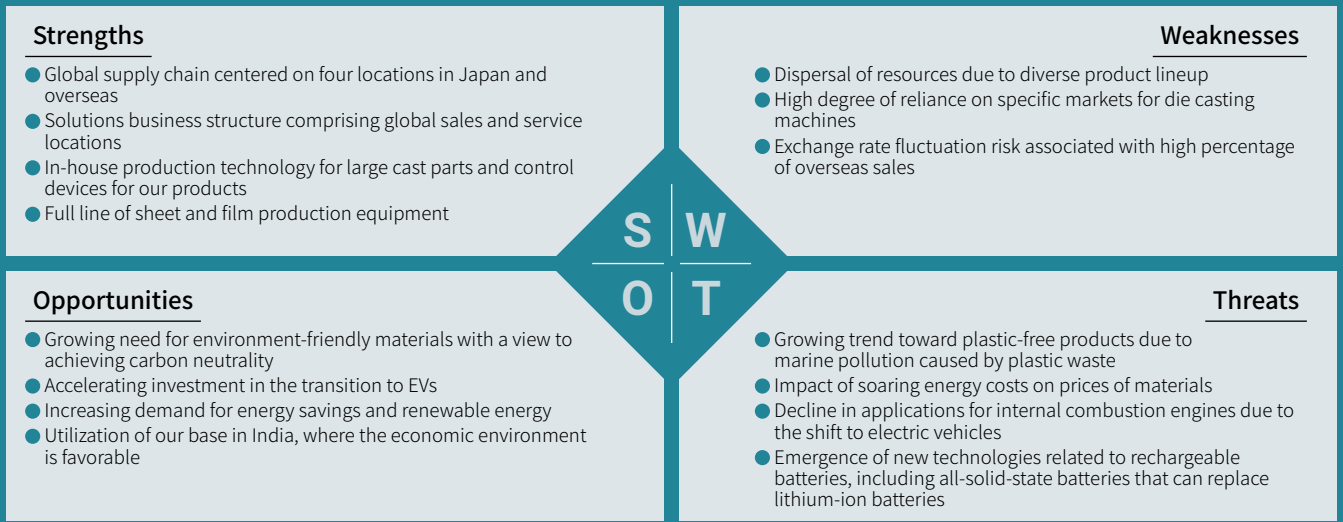 Strengths
Global supply chain centered on four locations in Japan and
overseas
Solutions business structure comprising global sales and service
locations
In-house production technology for large cast parts and control
devices for our products
Full line of sheet and film production equipment
Weaknesses
Dispersal of resources due to diverse product lineup
High degree of reliance on specific markets for die casting
machines
Exchange rate fluctuation risk associated with high percentage
of overseas sales
S W
O T
Opportunities
Growing need for environment-friendly materials with a view to
achieving carbon neutrality
Accelerating investment in the transition to EVs
Increasing demand for energy savings and renewable energy
Utilization of our base in India, where the economic environment
is favorable
Threats
Growing trend toward plastic-free products due to
marine pollution caused by plastic waste
Impact of soaring energy costs on prices of materials
Decline in applications for internal combustion engines due to
the shift to electric vehicles
Emergence of new technologies related to rechargeable
batteries, including all-solid-state batteries that can replace
lithium-ion batteries